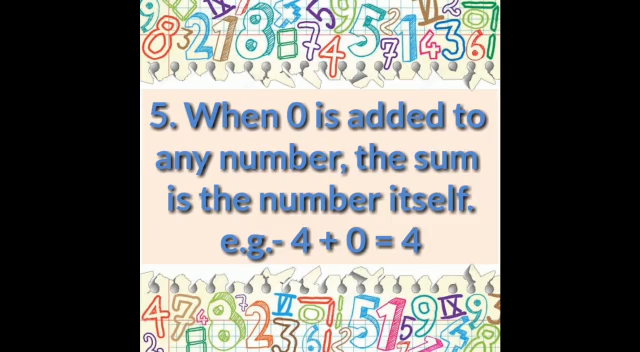 5. When 0 is added to
any number, the sum
is the number itself.
e.g.- 4 + 0 = 4